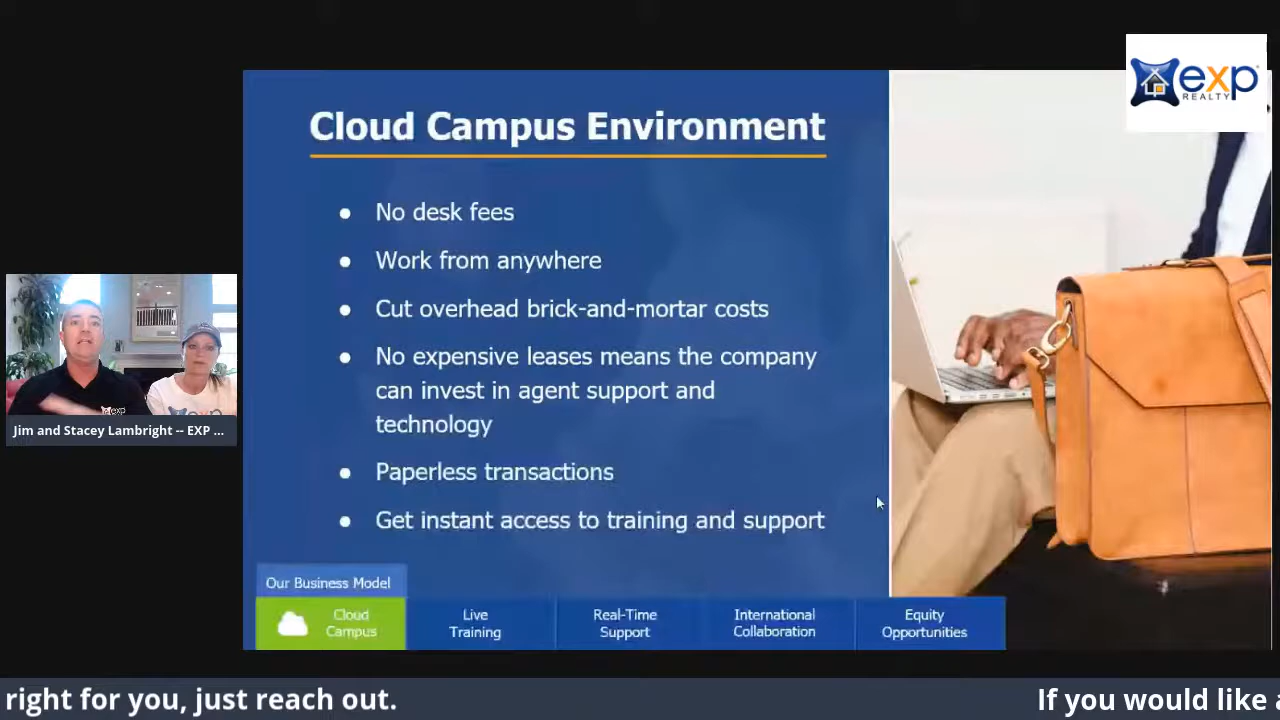 exp
REALTY
Cloud Campus Environment
● No desk fees
● Work from anywhere
● Cut overhead brick-and-mortar costs
● No expensive leases means the company
can invest in agent support and
technology
● Paperless transactions
● Get instant access to training and support
Jim and Stacey Lambright -- EXP ...
Our Business Model
Cloud
Campus
Live
Training
Real-Time
Support
International
Collaboration
Equity
Opportunities
right for you, just reach out.
If you would like